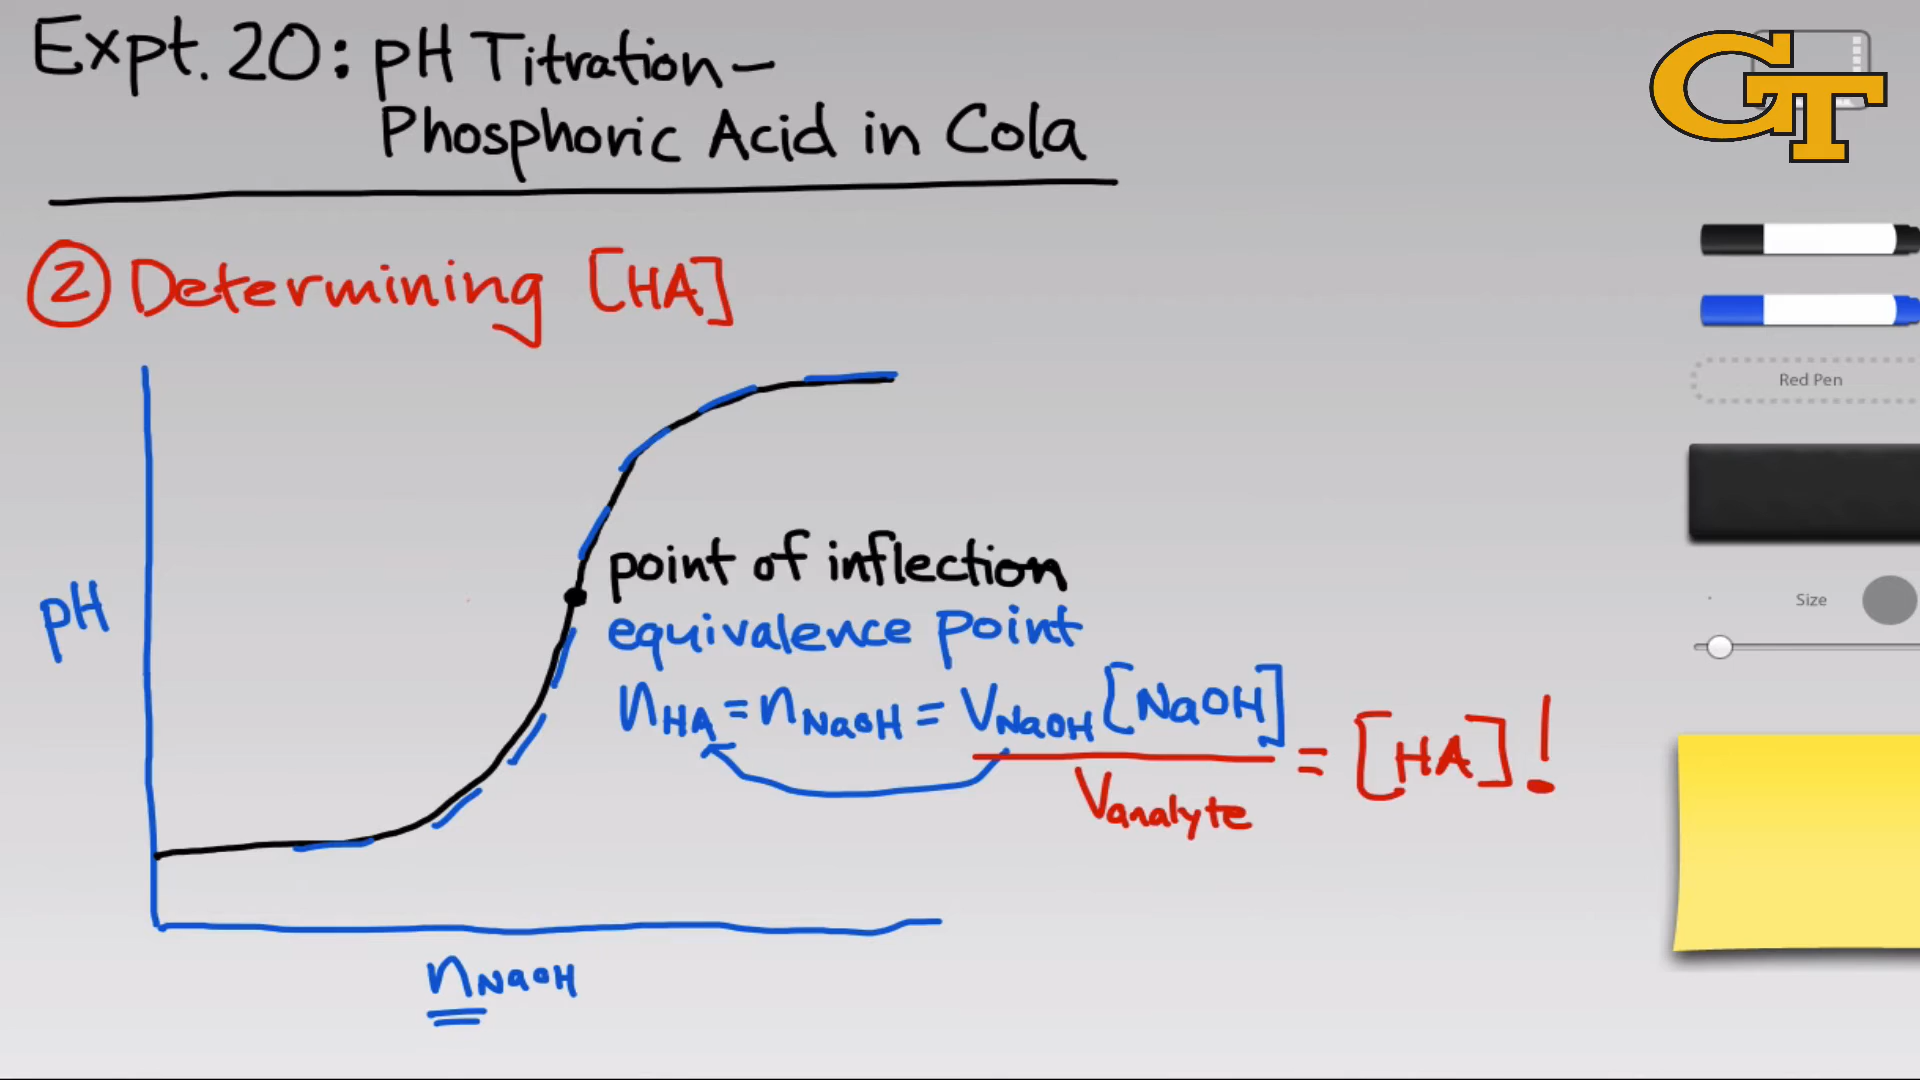 Expt. 20: pH Titration-
Phosphoric Acid in Cola
GT
② Determining [HA]
Red Pen
Size
pH
point of inflection
equivalence point
nHA = nNaOH = VNaOH [NaOH]
Vanalyte
= [HA]!
nNaOH